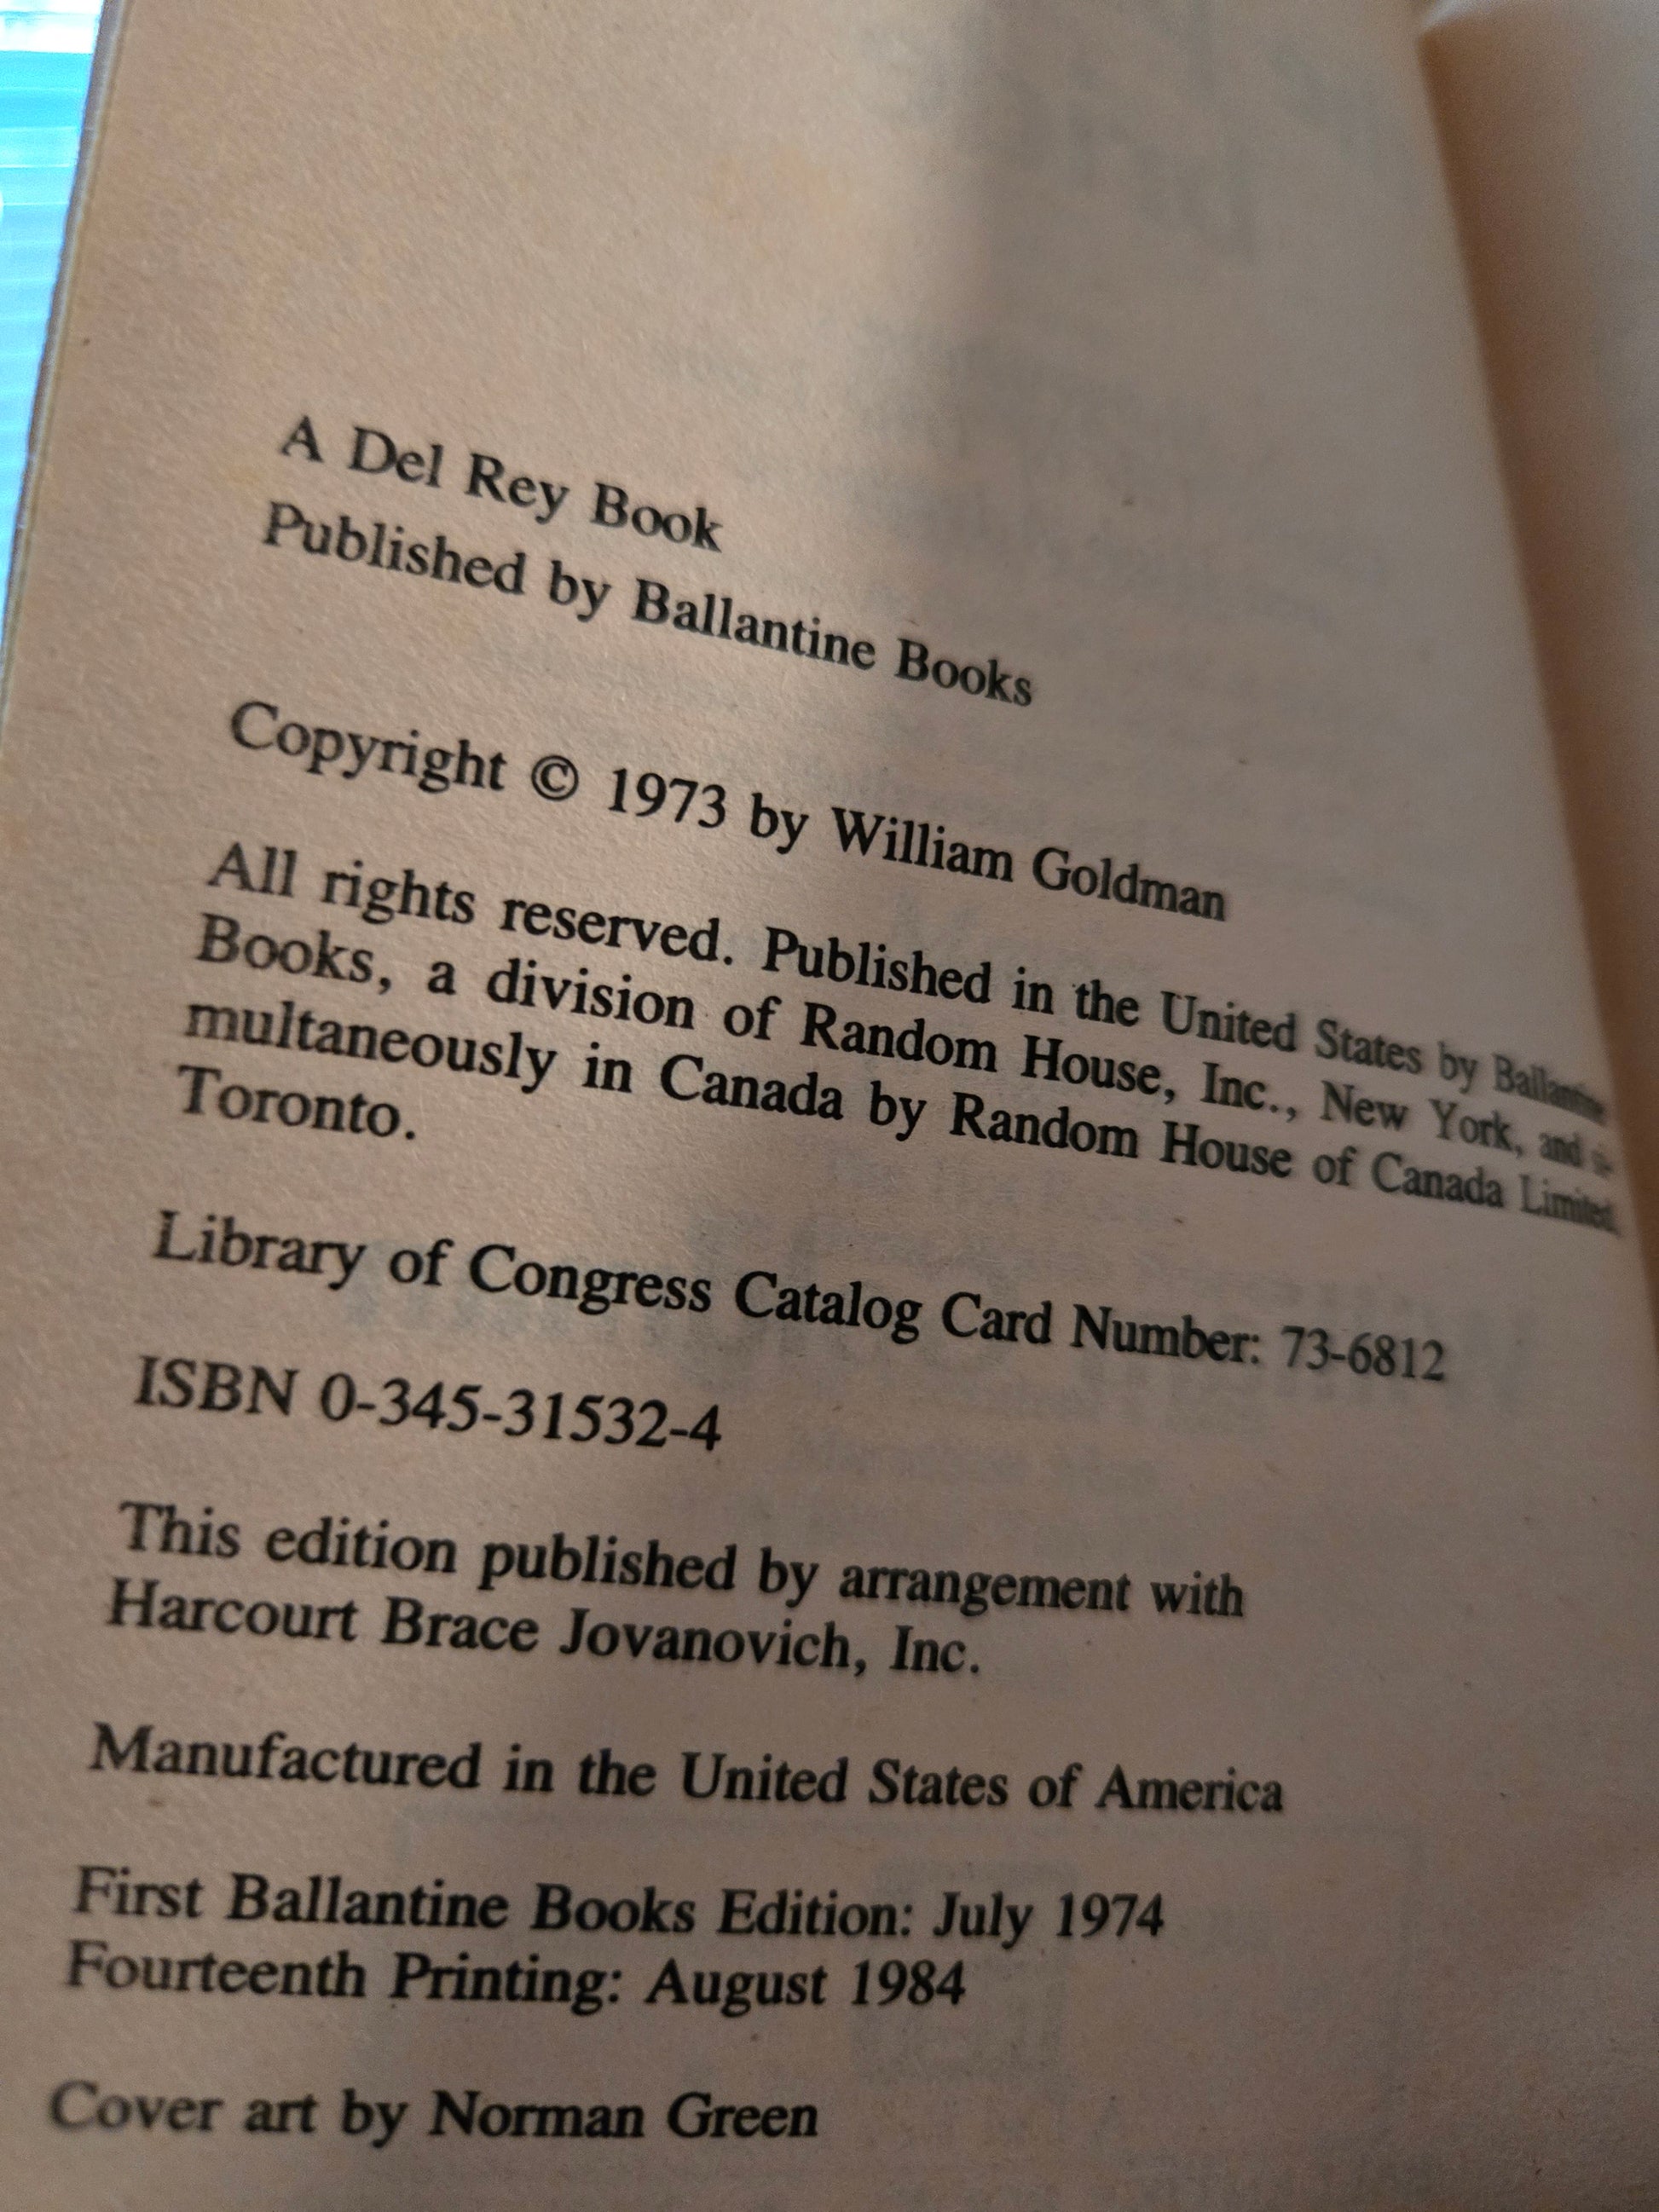 A Del Rey Book
Published by Ballantine Books
Copyright © 1973 by William Goldman
All rights reserved. Published in the United States by Ballantine
Books, a division of Random House, Inc., New York, and si-
multaneously in Canada by Random House of Canada Limited,
Toronto.
Library of Congress Catalog Card Number: 73-6812
ISBN 0-345-31532-4
This edition published by arrangement with
Harcourt Brace Jovanovich, Inc.
Manufactured in the United States of America
First Ballantine Books Edition: July 1974
Fourteenth Printing: August 1984
Cover art by Norman Green